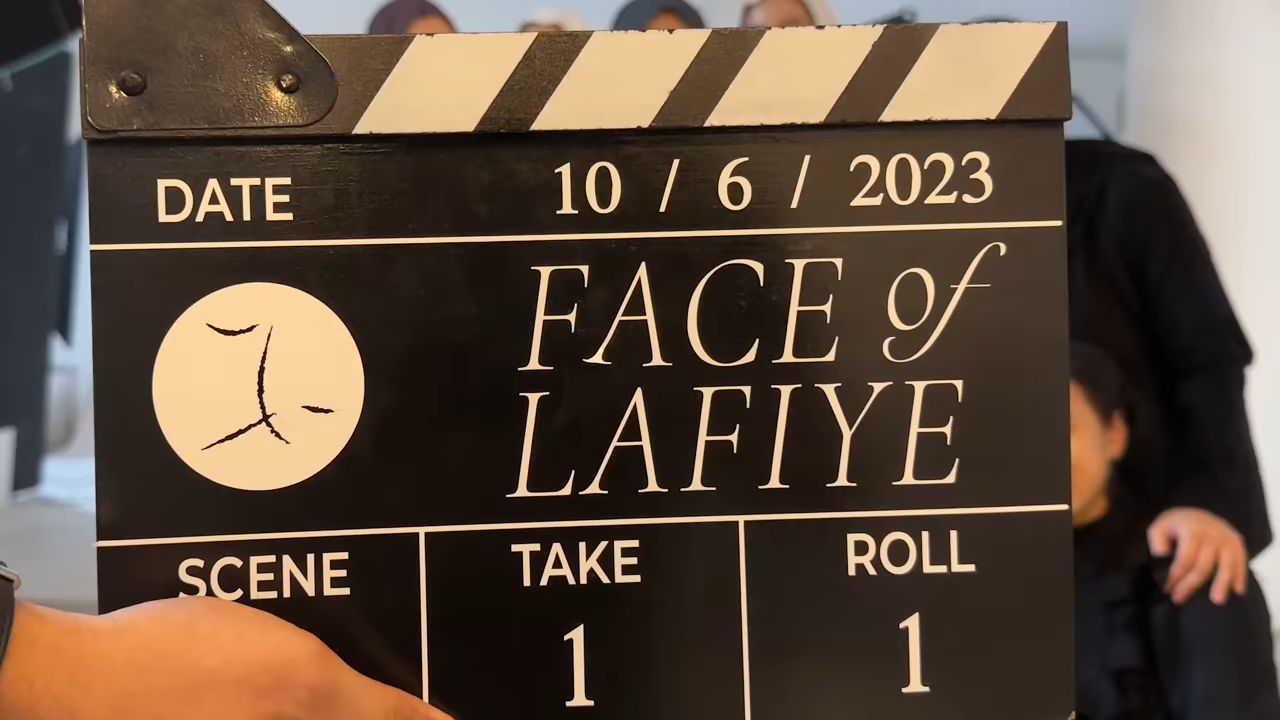 DATE 10 / 6 / 2023
FACE of
LAFIYE
SCENE TAKE ROLL
1 1